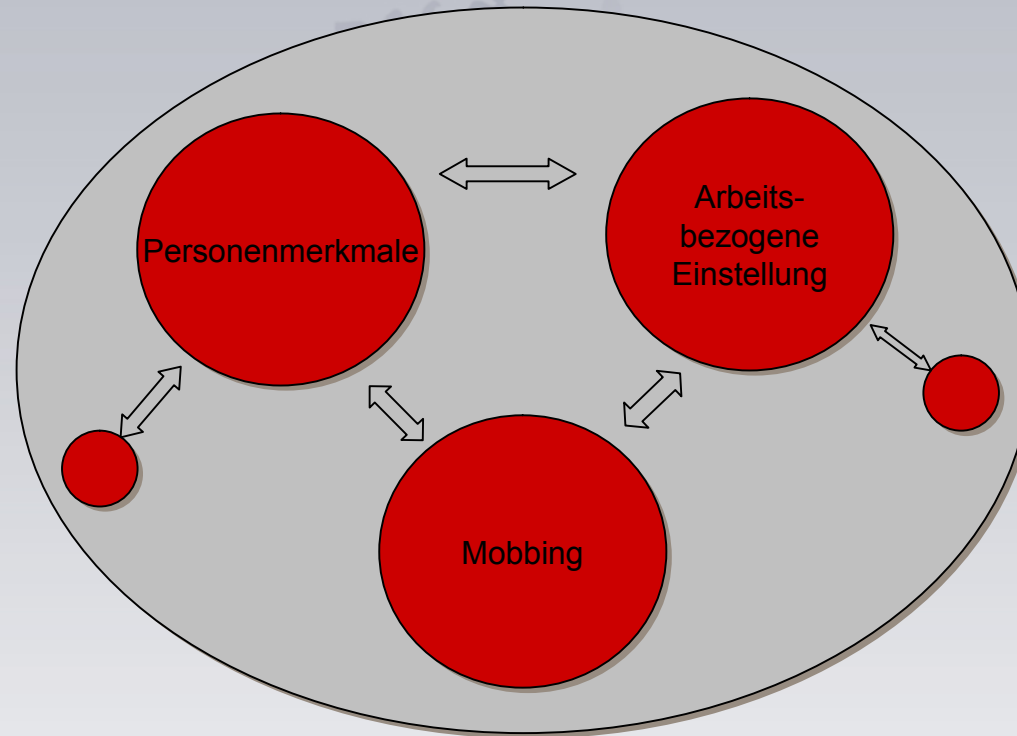 Personenmerkmale
Arbeits-
bezogene
Einstellung
Mobbing